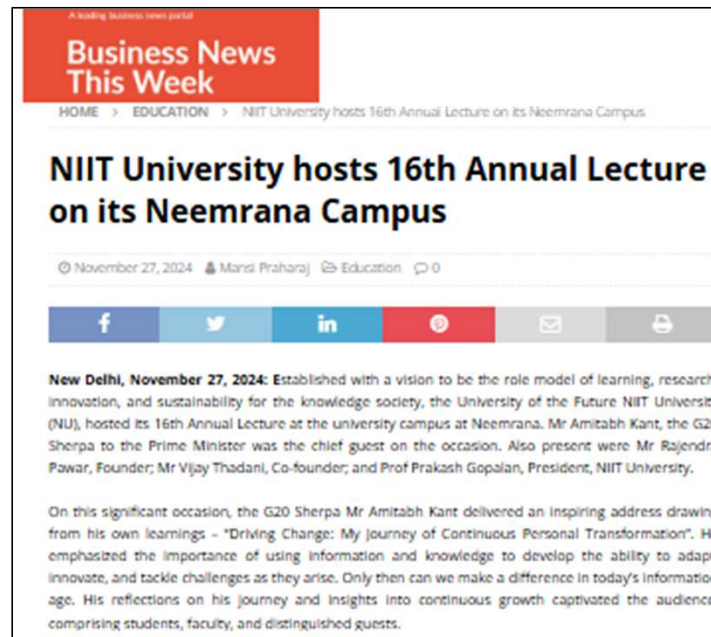 A leading business news portal
Business News
This Week
HOME > EDUCATION > NIIT University hosts 16th Annual Lecture on its Neemrana Campus
NIIT University hosts 16th Annual Lecture
on its Neemrana Campus
November 27, 2024 Mansi Praharaj Education 0
New Delhi, November 27, 2024: Established with a vision to be the role model of learning, research
innovation, and sustainability for the knowledge society, the University of the Future NIIT Universit
(NU), hosted its 16th Annual Lecture at the university campus at Neemrana. Mr Amitabh Kant, the G2
Sherpa to the Prime Minister was the chief guest on the occasion. Also present were Mr Rajendr
Pawar, Founder; Mr Vijay Thadani, Co-founder; and Prof Prakash Gopalan, President, NIIT University.
On this significant occasion, the G20 Sherpa Mr Amitabh Kant delivered an inspiring address drawin
from his own learnings – "Driving Change: My Journey of Continuous Personal Transformation". H
emphasized the importance of using information and knowledge to develop the ability to adap
innovate, and tackle challenges as they arise. Only then can we make a difference in today's information
age. His reflections on his journey and insights into continuous growth captivated the audience
comprising students, faculty, and distinguished guests.